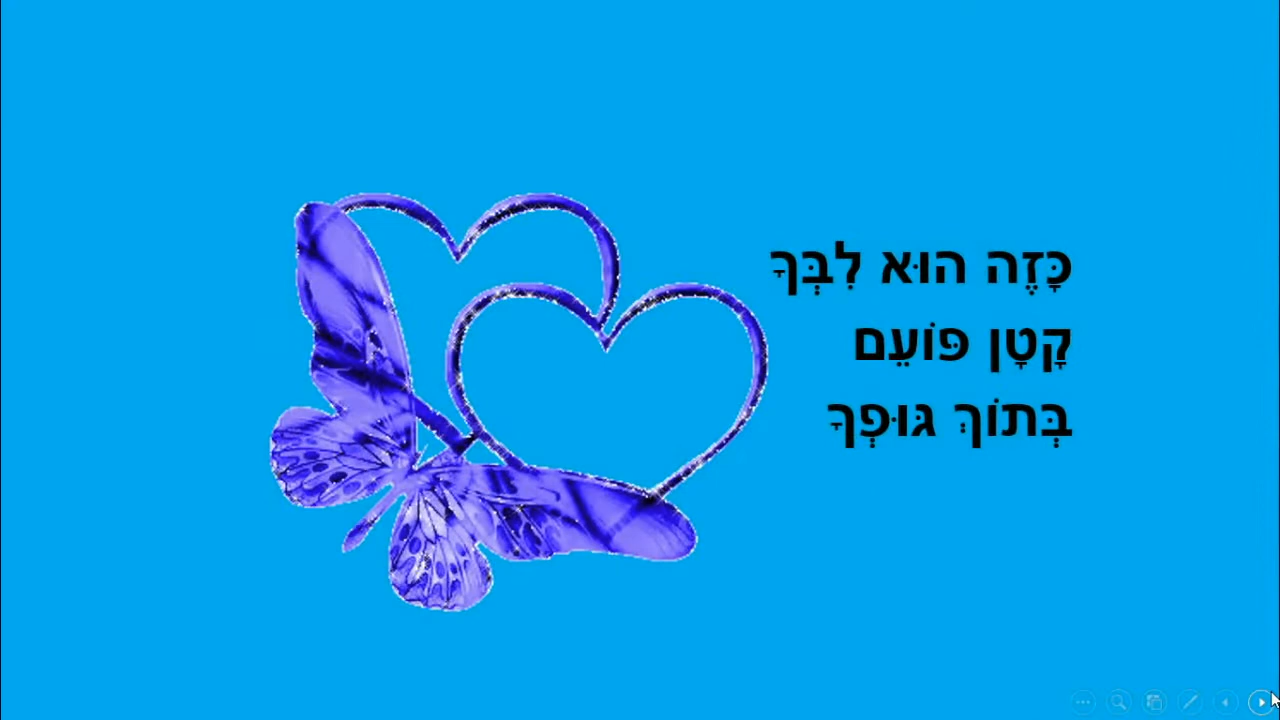 כָּזֶה הוּא לִבְּךָ
קָטָן פּוֹעֵם
בְּתוֹךְ גּוּפְךָ